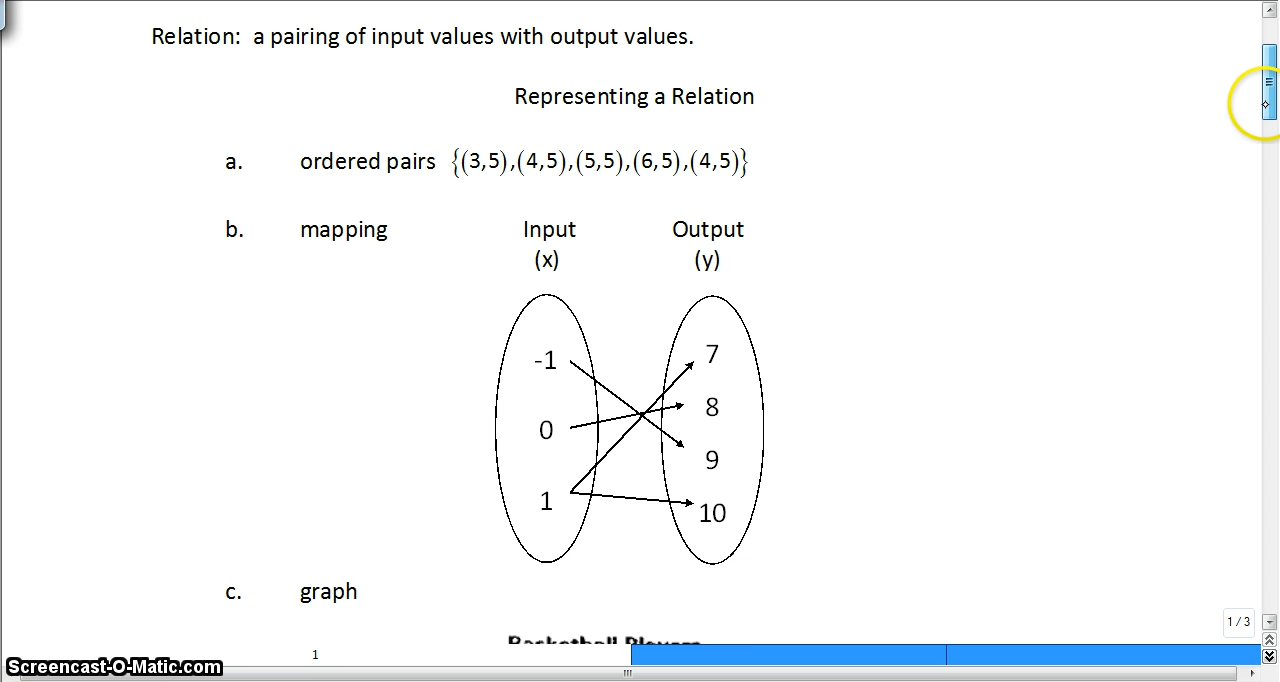 Relation: a pairing of input values with output values.
Representing a Relation
a. ordered pairs {(3,5),(4,5),(5,5),(6,5),(4,5)}
b. mapping Input Output
(x) (y)
-1 7
0 8
1 9
10
c. graph
1 / 3
Basketball Players
1
Screencast-O-Matic.com